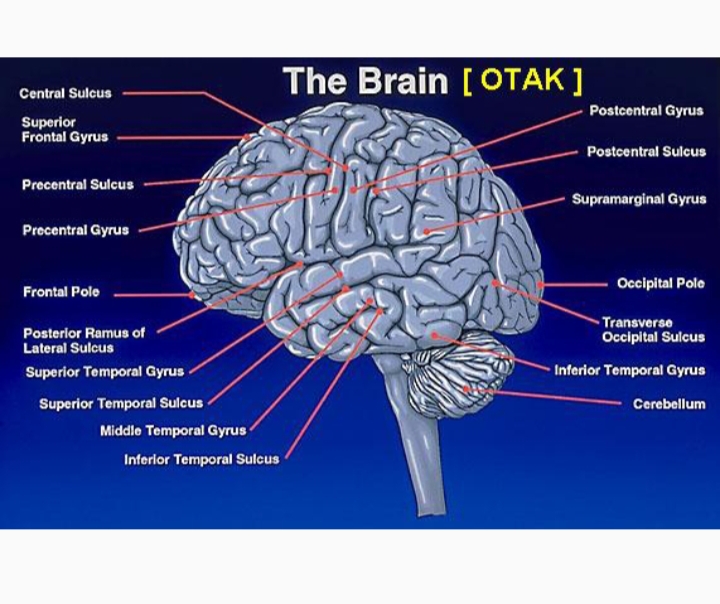 The Brain [ OTAK ]
Central Sulcus
Superior
Frontal Gyrus
Precentral Sulcus
Precentral Gyrus
Frontal Pole
Posterior Ramus of
Lateral Sulcus
Superior Temporal Gyrus
Superior Temporal Sulcus
Middle Temporal Gyrus
Inferior Temporal Sulcus
Postcentral Gyrus
Postcentral Sulcus
Supramarginal Gyrus
Occipital Pole
Transverse
Occipital Sulcus
Inferior Temporal Gyrus
Cerebellum